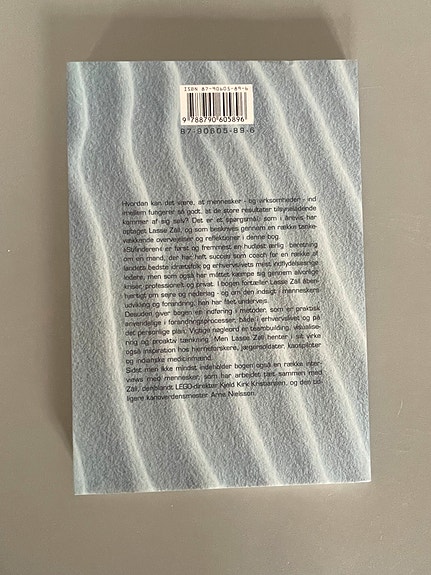 ISBN 87-90605-89-6
9 788790 605896
87-90605-89-6
Hvordan kan det være, at mennesker - og virksomheder - ind
imellem fungerer så godt, at de store resultater tilsyneladende
kommer af sig selv? Det er et spørgsmål, som i årevis har
optaget Lasse Zäll, og som beskrives gennem en række tanke-
vækkende overvejelser og reflektioner i denne bog.
»Stifinderen« er først og fremmest en hudløst ærlig beretning
om en mand, der har haft succes som coach for en række af
landets bedste idrætsfolk og erhvervslivets mest indflydelsesrige
ledere, men som også har måttet kæmpe sig gennem alvorlige
kriser, professionelt og privat. I bogen fortæller Lasse Zäll åben-
hjertigt om sejre og nederlag - og om den indsigt i menneskers
udvikling og forandring, han har fået undervejs.
Desuden giver bogen en indføring i metoder, som er praktisk
anvendelige i forandringsprocesser, både i erhvervslivet og på
det personlige plan. Vigtige nøgleord er teambuilding, visualise-
ring og proaktiv tænkning. Men Lasse Zäll henter i sit virke
også inspiration hos hjerneforskere, jægersoldater, kaospiloter
og indianske medicinmænd.
Sidst men ikke mindst indeholder bogen også en række inter-
views med mennesker, som har arbejdet tæt sammen med
Zäll, deriblandt LEGO-direktør Kjeld Kirk Kristiansen, og den tid-
ligere kanoverdensmester Arne Nielsson.